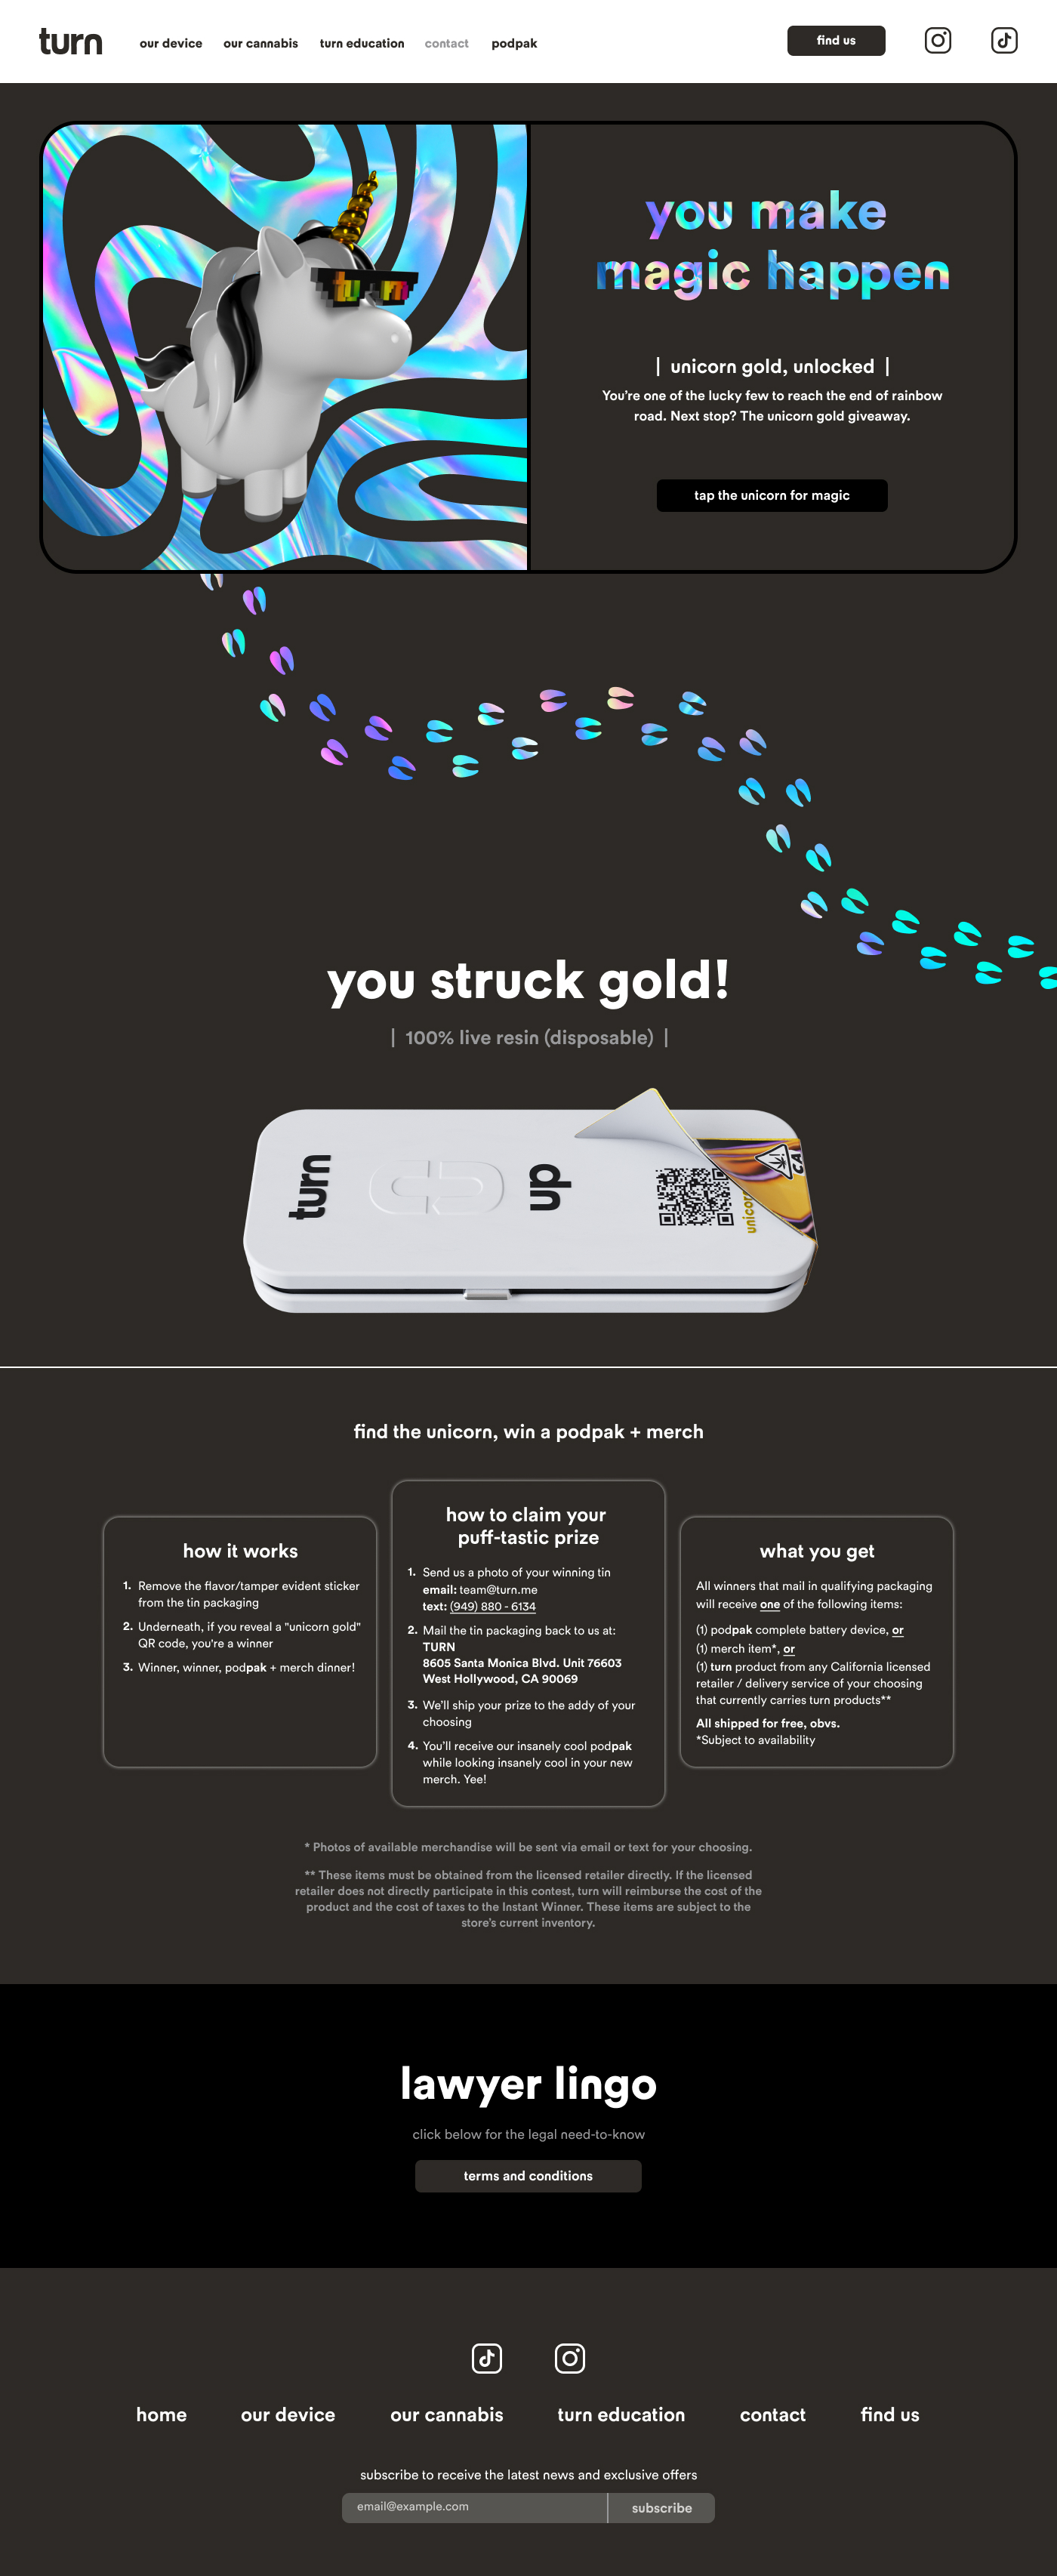 turn
our device
our cannabis
turn education
contact
podpak
find us
tu rn
you make
magic happen
| unicorn gold, unlocked |
You're one of the lucky few to reach the end of rainbow
road. Next stop? The unicorn gold giveaway.
tap the unicorn for magic
you struck gold!
| 100% live resin (disposable) |
turn
up
CA
find the unicorn, win a podpak + merch
how it works
1. Remove the flavor/tamper evident sticker
from the tin packaging
2. Underneath, if you reveal a "unicorn gold"
QR code, you're a winner
3. Winner, winner, podpak + merch dinner!
how to claim your
puff-tastic prize
1. Send us a photo of your winning tin
email: team@turn.me
text: (949) 880 - 6134
2. Mail the tin packaging back to us at:
TURN
8605 Santa Monica Blvd. Unit 76603
West Hollywood, CA 90069
3. We'll ship your prize to the addy of your
choosing
4. You'll receive our insanely cool podpak
while looking insanely cool in your new
merch. Yee!
what you get
All winners that mail in qualifying packaging
will receive one of the following items:
(1) podpak complete battery device, or
(1) merch item*, or
(1) turn product from any California licensed
retailer / delivery service of your choosing
that currently carries turn products**
All shipped for free, obvs.
*Subject to availability
* Photos of available merchandise will be sent via email or text for your choosing.
** These items must be obtained from the licensed retailer directly. If the licensed
retailer does not directly participate in this contest, turn will reimburse the cost of the
product and the cost of taxes to the Instant Winner. These items are subject to the
store's current inventory.
lawyer lingo
click below for the legal need-to-know
terms and conditions
home
our device
our cannabis
turn education
contact
find us
subscribe to receive the latest news and exclusive offers
email@example.com
subscribe